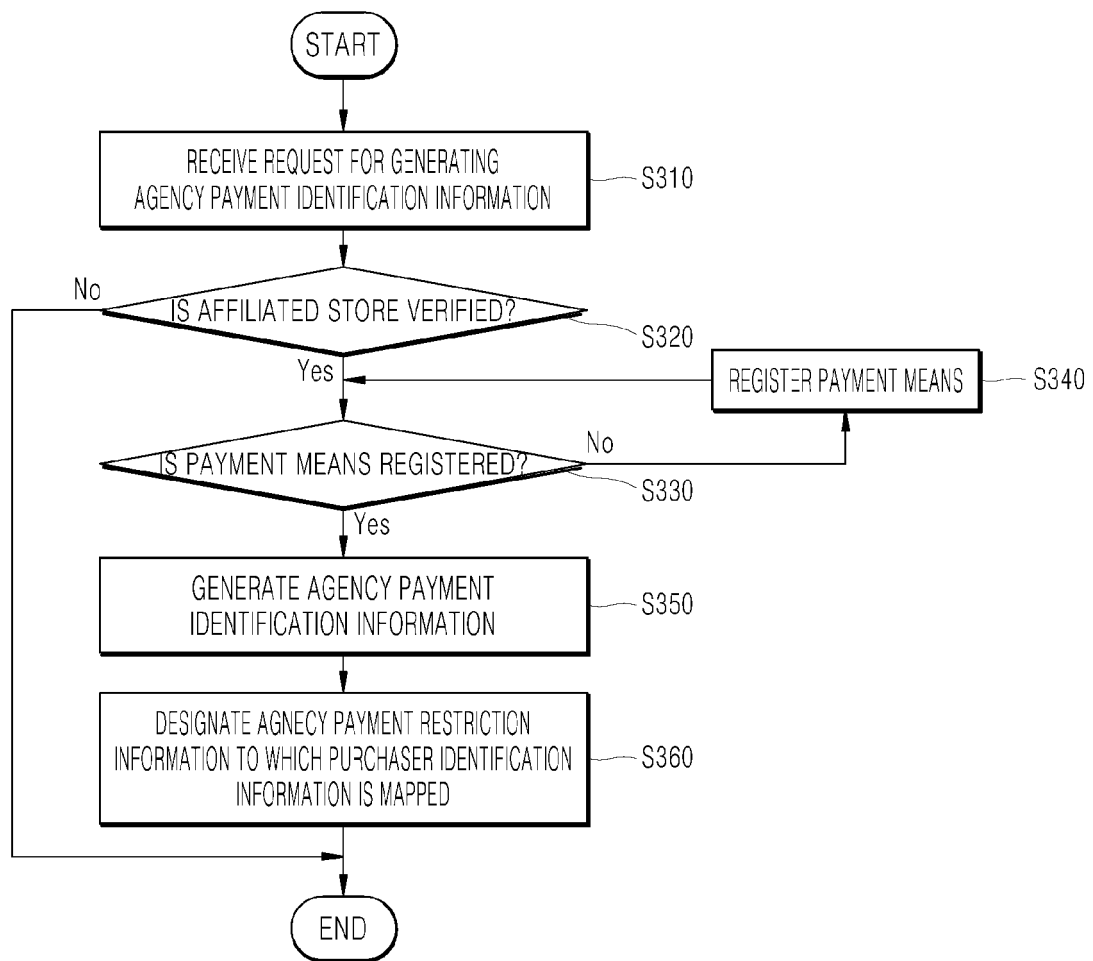 START
RECEIVE REQUEST FOR GENERATING
AGENCY PAYMENT IDENTIFICATION INFORMATION
S310
No
IS AFFILIATED STORE VERIFIED?
S320
Yes
REGISTER PAYMENT MEANS
S340
No
IS PAYMENT MEANS REGISTERED?
S330
Yes
GENERATE AGENCY PAYMENT
IDENTIFICATION INFORMATION
S350
DESIGNATE AGNECY PAYMENT RESTRICTION
INFORMATION TO WHICH PURCHASER IDENTIFICATION
INFORMATION IS MAPPED
S360
END